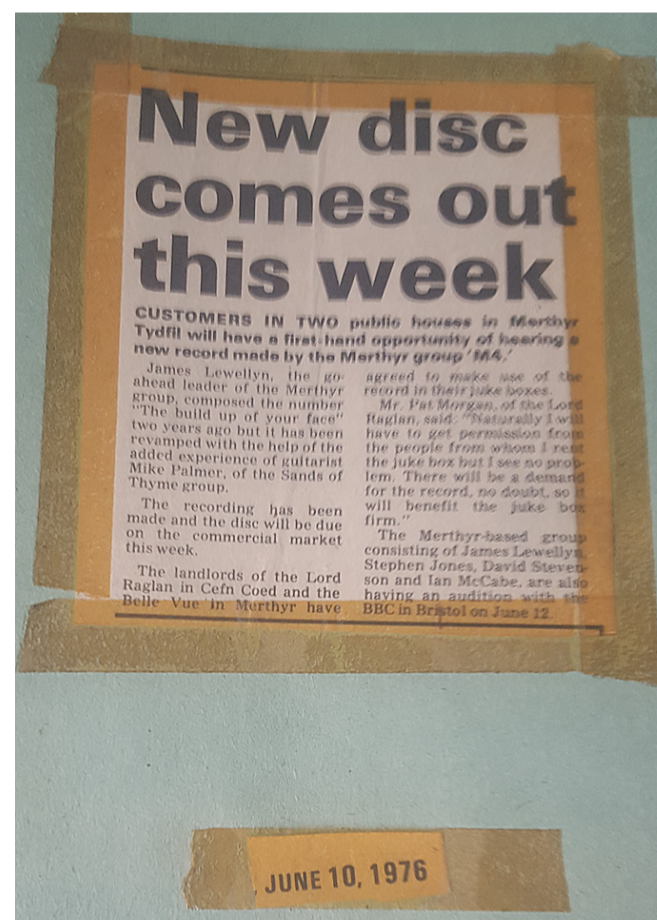 New disc
comes out
this week
CUSTOMERS IN TWO public houses in Merthyr
Tydfil will have a first-hand opportunity of hearing a
new record made by the Merthyr group 'M4.'
James Lewellyn, the go-
ahead leader of the Merthyr
group, composed the number
"The build up of your face"
two years ago but it has been
revamped with the help of the
added experience of guitarist
Mike Palmer, of the Sands of
Thyme group.
The recording has been
made and the disc will be due
on the commercial market
this week.
The landlords of the Lord
Raglan in Cefn Coed and the
Belle Vue in Merthyr have
agreed to make use of the
record in their juke boxes.
Mr. Pat Morgan, of the Lord
Raglan, said: "Naturally I will
have to get permission from
the people from whom I rent
the juke box but I see no prob-
lem. There will be a demand
for the record, no doubt, so it
will benefit the juke box
firm."
The Merthyr-based group
consisting of James Lewellyn,
Stephen Jones, David Steven-
son and Ian McCabe, are also
having an audition with the
BBC in Bristol on June 12.
JUNE 10, 1976